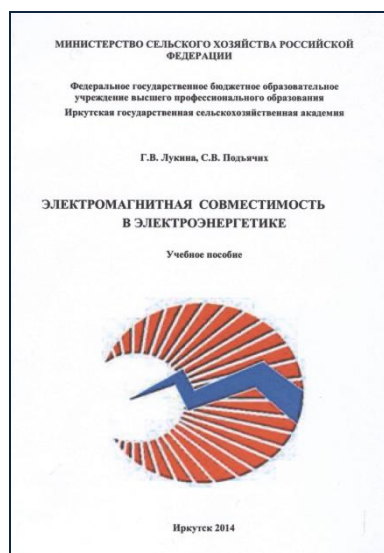 МИНИСТЕРСТВО СЕЛЬСКОГО ХОЗЯЙСТВА РОССИЙСКОЙ
ФЕДЕРАЦИИ
Федеральное государственное бюджетное образовательное
учреждение высшего профессионального образования
Иркутская государственная сельскохозяйственная академия
Г.В. Лукина, С.В. Подъячих
ЭЛЕКТРОМАГНИТНАЯ СОВМЕСТИМОСТЬ
В ЭЛЕКТРОЭНЕРГЕТИКЕ
Учебное пособие
Иркутск 2014